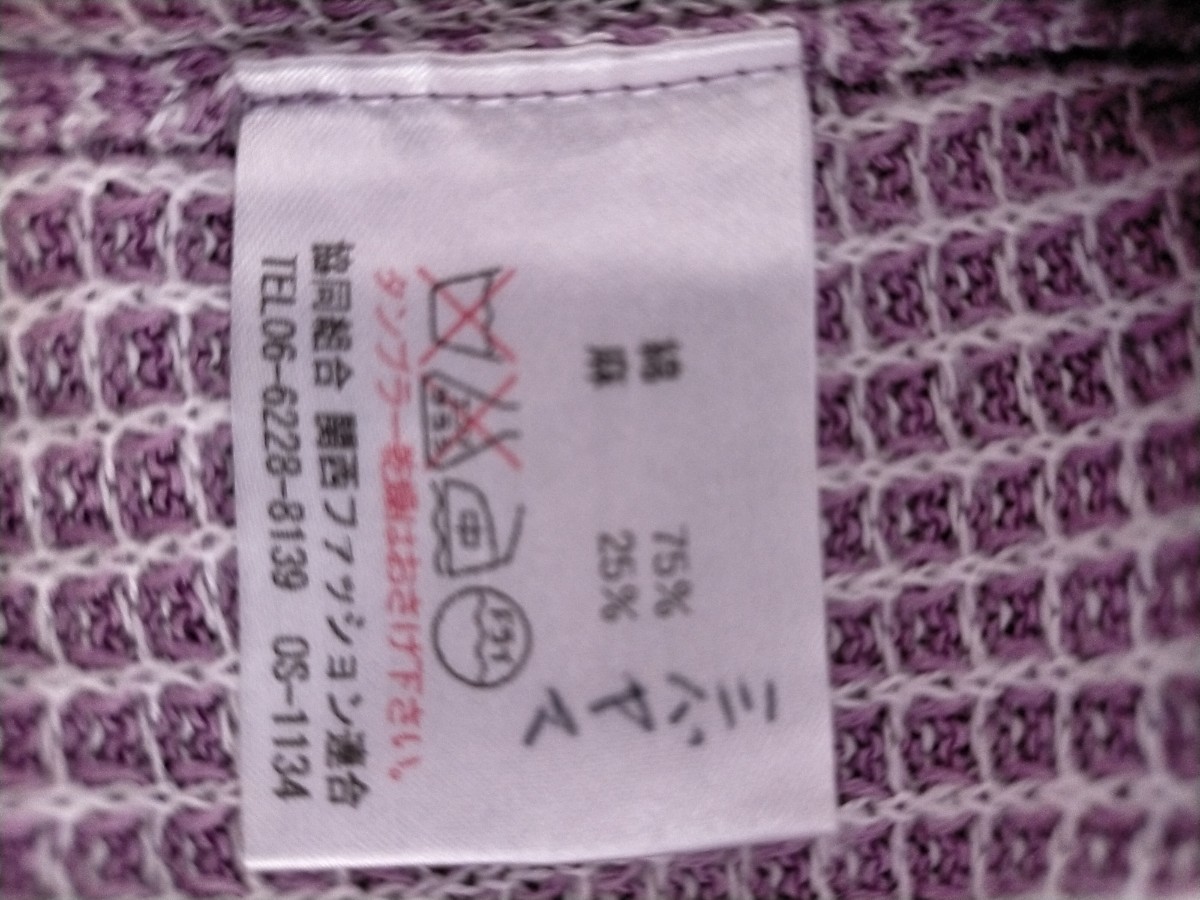 綿 75%
麻 25%
ミバヤマ
中
タンブラー乾燥はおさけ下さい。
協同組合 関西ファッション連合
TEL06-6228-8139 OS-1134